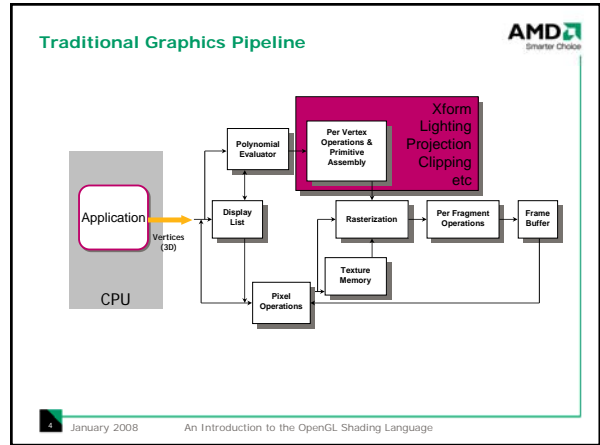 Traditional Graphics Pipeline
AMD
Smarter Choice
Xform
Lighting
Projection
Clipping
etc
Per Vertex
Operations &
Primitive
Assembly
Polynomial
Evaluator
Application
Vertices
(3D)
Display
List
Rasterization
Per Fragment
Operations
Frame
Buffer
Texture
Memory
CPU
Pixel
Operations
4
January 2008
An Introduction to the OpenGL Shading Language